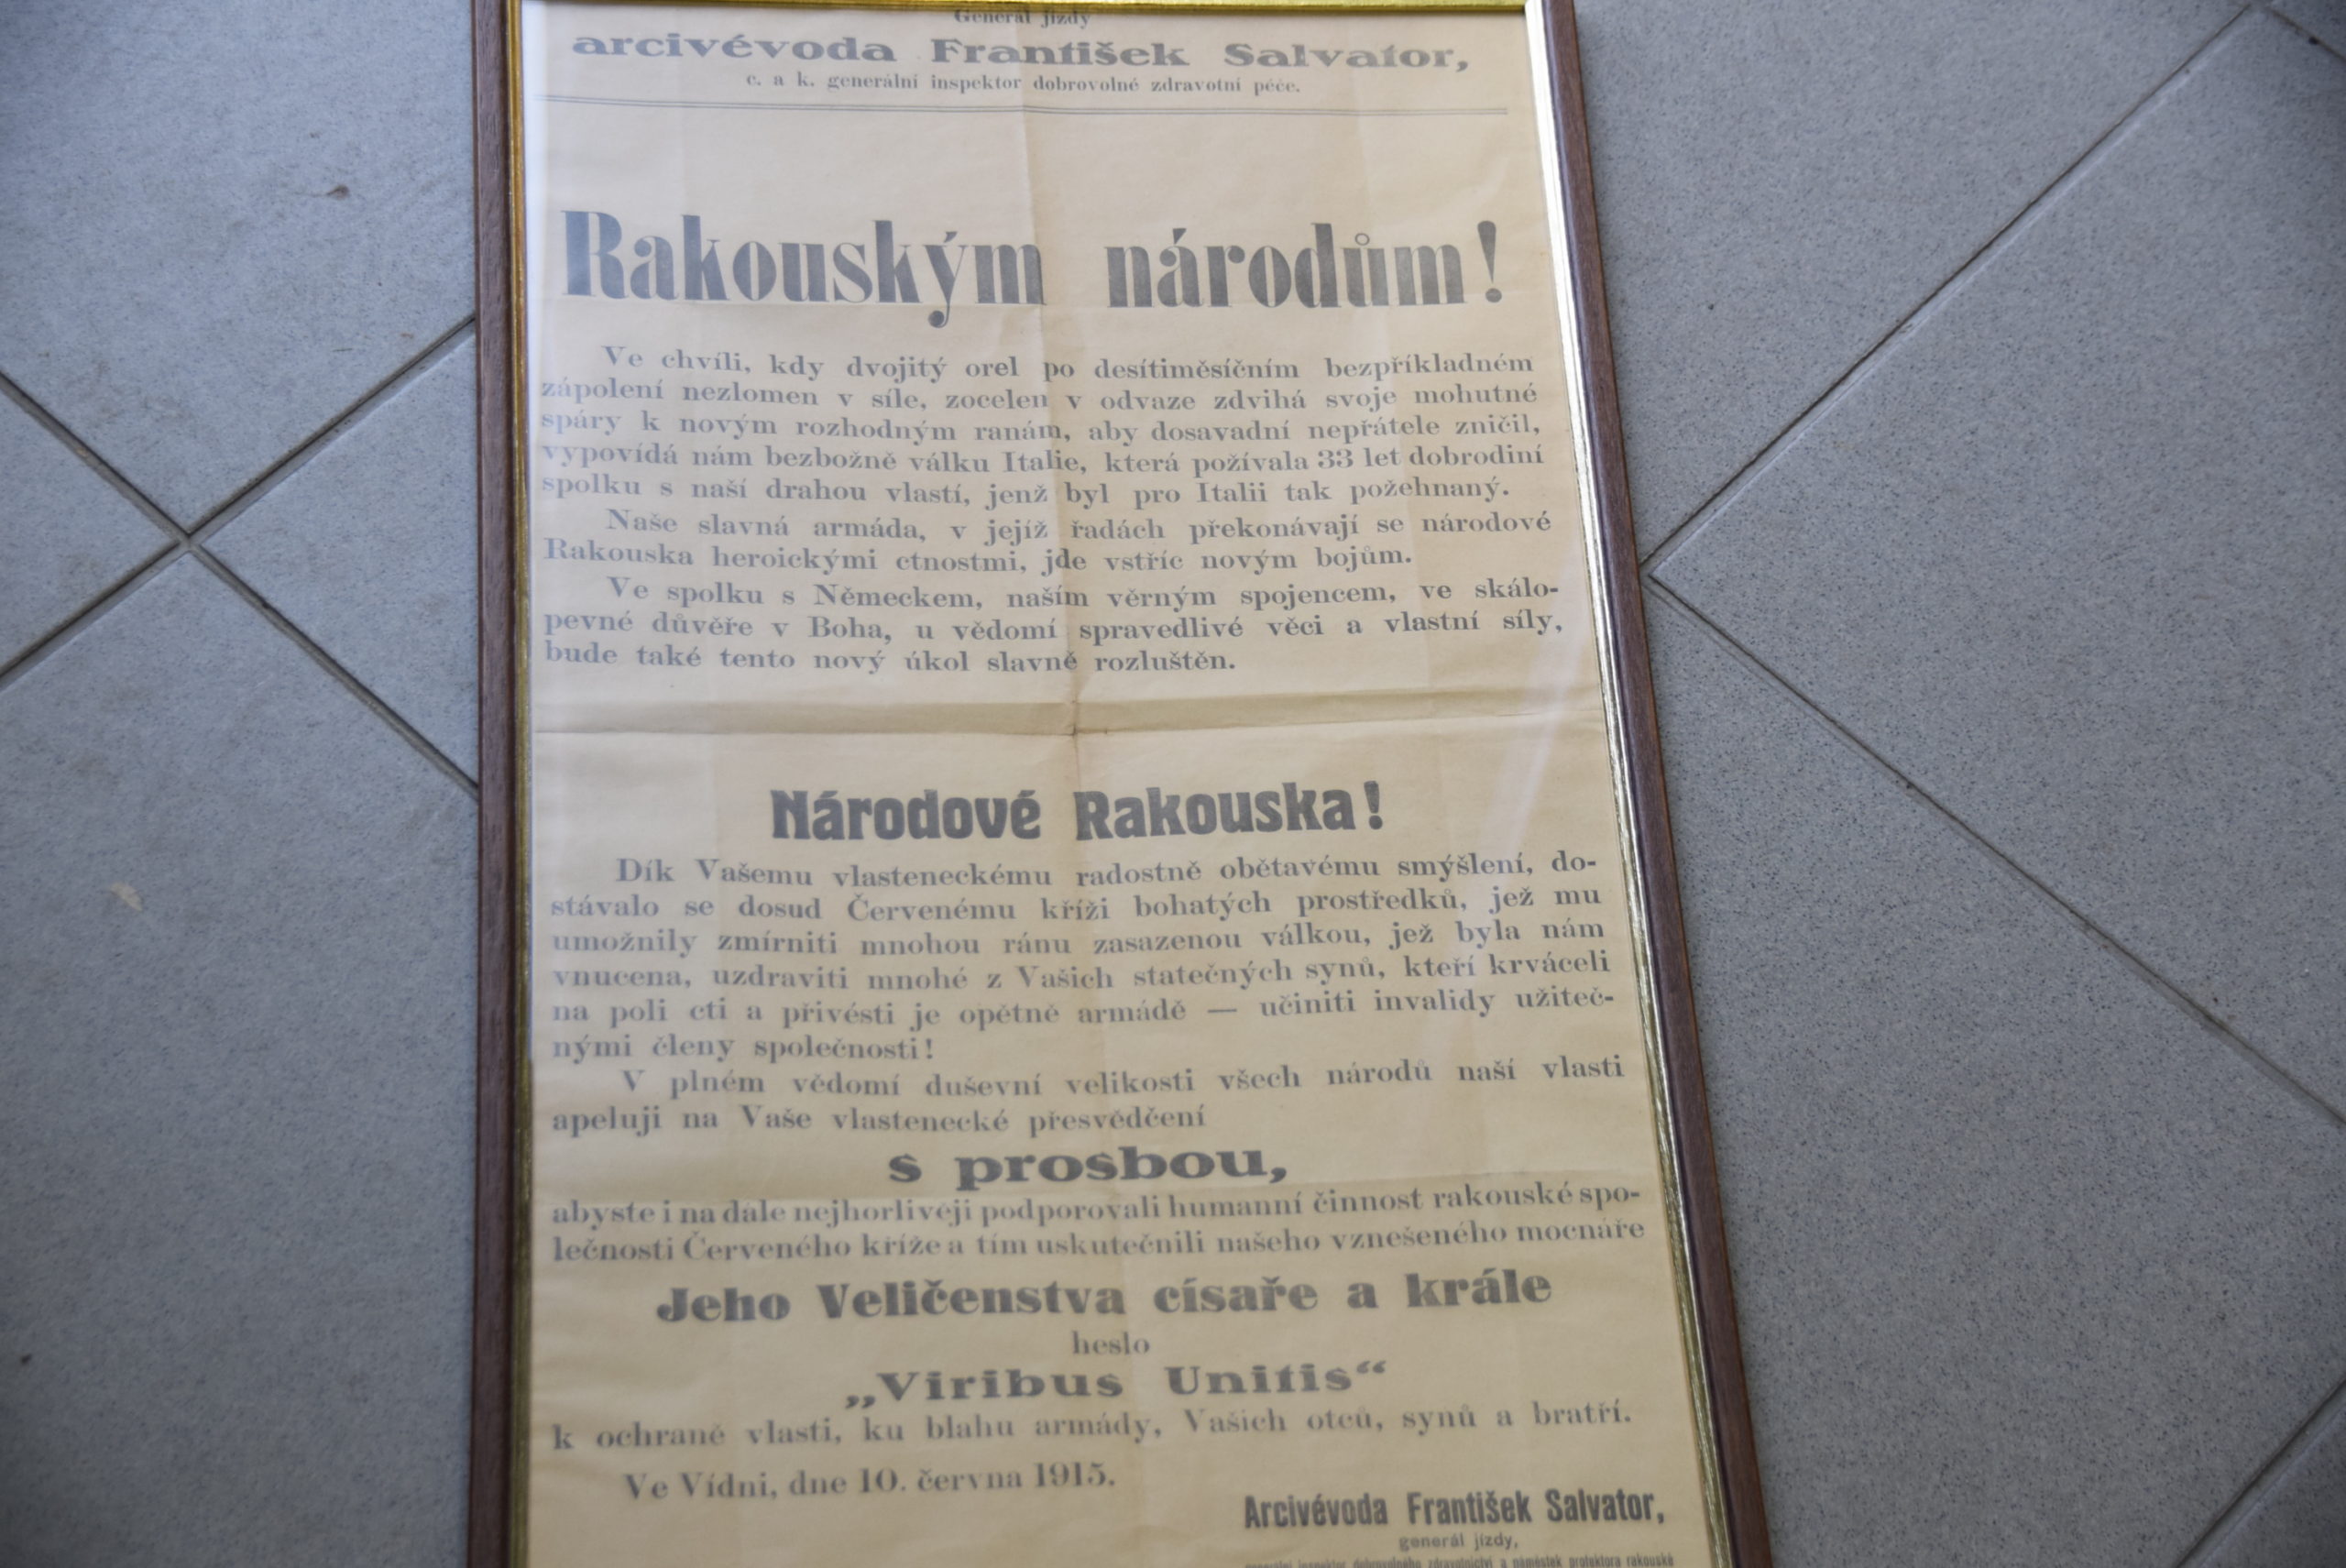 Generál jízdy
arcivévoda František Salvator,
c. a k. generální inspektor dobrovolné zdravotní péče.
Rakouským národům!
Ve chvíli, kdy dvojitý orel po desítiměsíčním bezpříkladném
zápolení nezlomen v síle, zocelen v odvaze zdvihá svoje mohutné
spáry k novým rozhodným ranám, aby dosavadní nepřátele zničil,
vypovídá nám bezbožně válku Italie, která požívala 33 let dobrodiní
spolku s naší drahou vlastí, jenž byl pro Italii tak požehnaný.
Naše slavná armáda, v jejíž řadách překonávají se národové
Rakouska heroickými ctnostmi, jde vstříc novým bojům.
Ve spolku s Německem, naším věrným spojencem, ve skálo-
pevné důvěře v Boha, u vědomí spravedlivé věci a vlastní síly,
bude také tento nový úkol slavně rozluštěn.
Národové Rakouska!
Dík Vašemu vlasteneckému radostně obětavému smýšlení, do-
stávalo se dosud Červenému kříži bohatých prostředků, jež mu
umožnily zmírniti mnohou ránu zasazenou válkou, jež byla nám
vnucena, uzdraviti mnohé z Vašich statečných synů, kteří krváceli
na poli cti a přivésti je opětně armádě — učiniti invalidy užiteč-
nými členy společnosti!
V plném vědomí duševní velikosti všech národů naší vlasti
apeluji na Vaše vlastenecké přesvědčení
s prosbou,
abyste i na dále nejhorlivěji podporovali humanní činnost rakouské spo-
lečnosti Červeného kříže a tím uskutečnili našeho vznešeného mocnáře
Jeho Veličenstva císaře a krále
heslo
„Viribus Unitis“
k ochraně vlasti, ku blahu armády, Vašich otců, synů a bratří.
Ve Vídni, dne 10. června 1915.
Arcivévoda František Salvator,
generál jízdy,
generální inspektor dobrovolného zdravotnictví a náměstek protektora rakouské